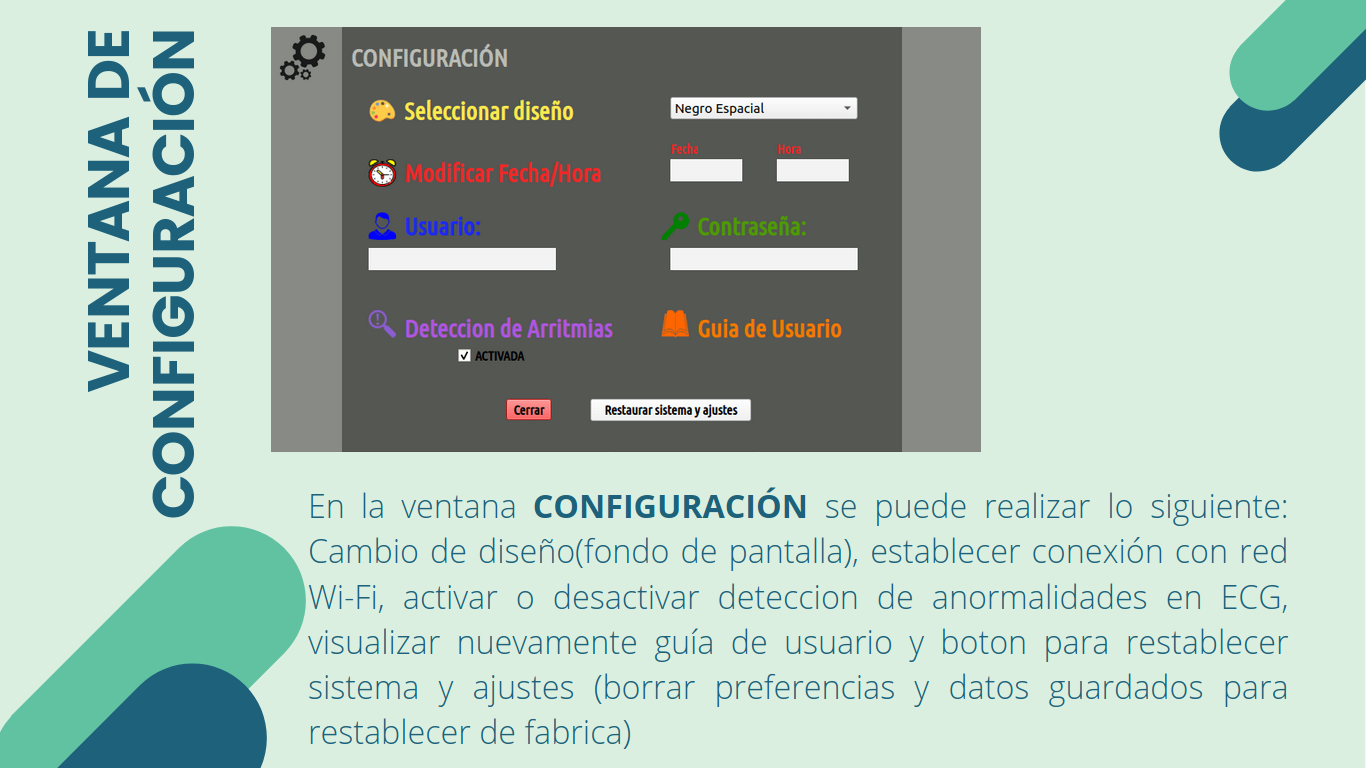 VENTANA DE
CONFIGURACIÓN
CONFIGURACIÓN
Seleccionar diseño
Negro Espacial
Modificar Fecha/Hora
Fecha
Hora
Usuario:
Contraseña:
Deteccion de Arritmias
Guia de Usuario
ACTIVADA
Cerrar
Restaurar sistema y ajustes
En la ventana CONFIGURACIÓN se puede realizar lo siguiente:
Cambio de diseño(fondo de pantalla), establecer conexión con red
Wi-Fi, activar o desactivar deteccion de anormalidades en ECG,
visualizar nuevamente guía de usuario y boton para restablecer
sistema y ajustes (borrar preferencias y datos guardados para
restablecer de fabrica)